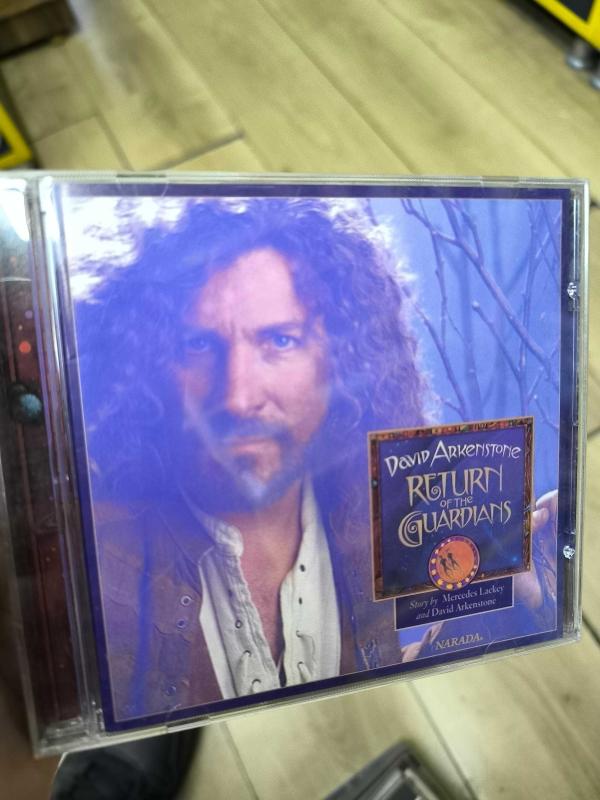 David Arkenstone
Return
of the
Guardians
Story by Mercedes Lackey
and David Arkenstone
NARADA®